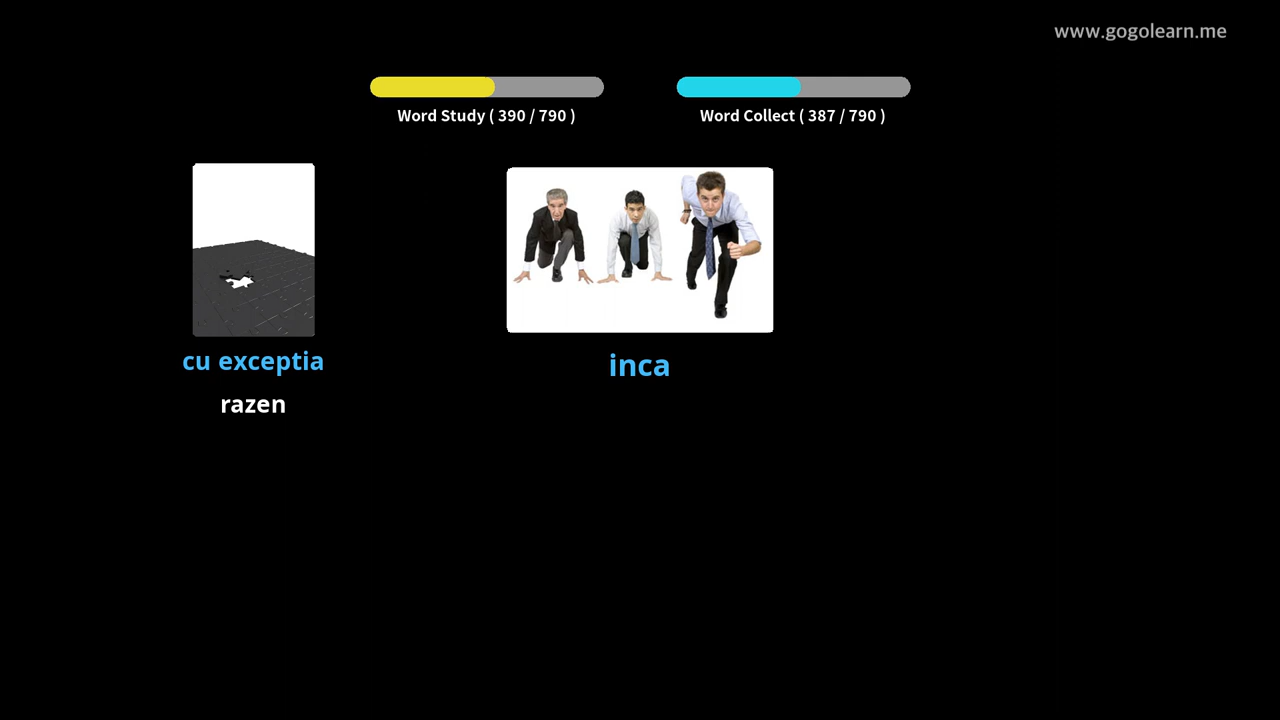 www.gogolearn.me
Word Study ( 390 / 790 )
Word Collect ( 387 / 790 )
cu exceptia
razen
inca